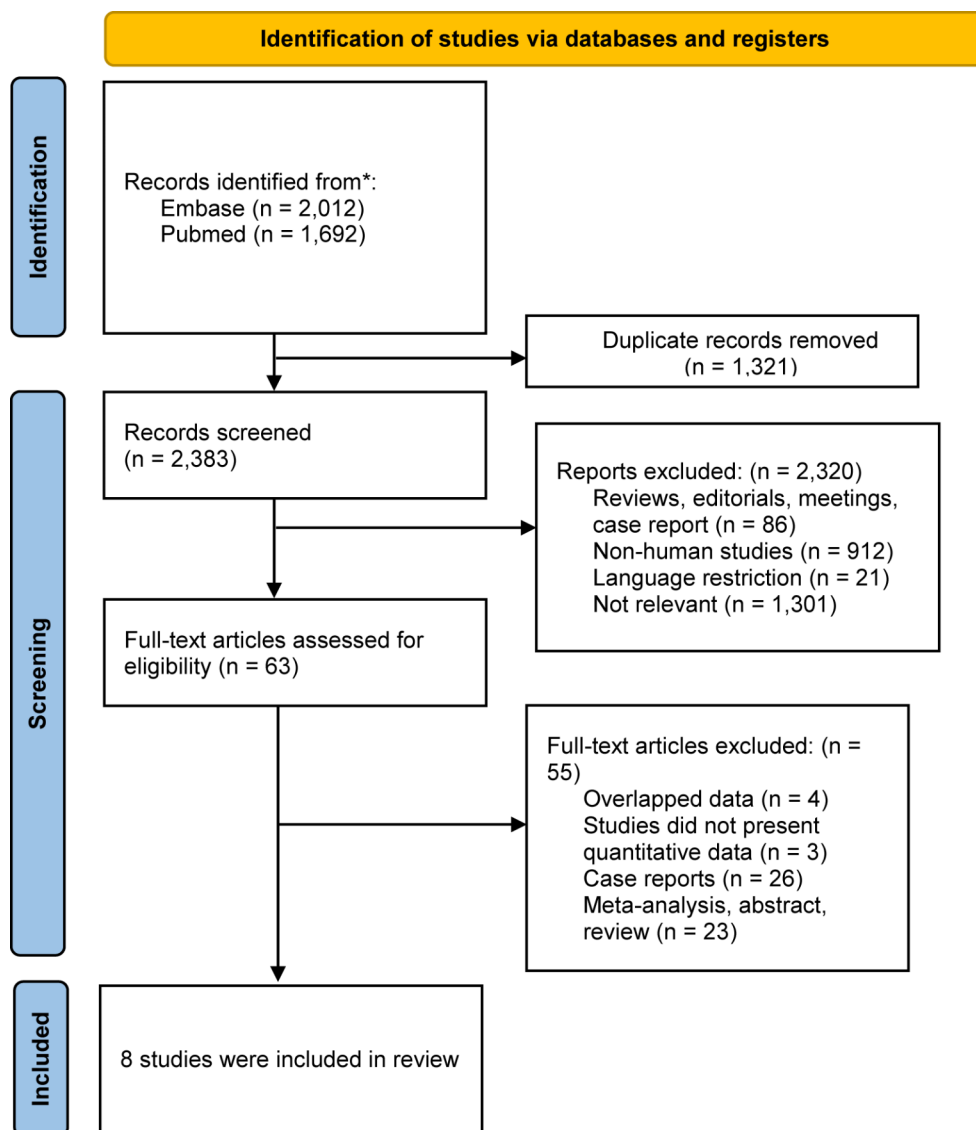 Identification of studies via databases and registers
Identification
Records identified from*:
Embase (n = 2,012)
Pubmed (n = 1,692)
Duplicate records removed
(n = 1,321)
Screening
Records screened
(n = 2,383)
Reports excluded: (n = 2,320)
Reviews, editorials, meetings,
case report (n = 86)
Non-human studies (n = 912)
Language restriction (n = 21)
Not relevant (n = 1,301)
Full-text articles assessed for
eligibility (n = 63)
Full-text articles excluded: (n =
55)
Overlapped data (n = 4)
Studies did not present
quantitative data (n = 3)
Case reports (n = 26)
Meta-analysis, abstract,
review (n = 23)
Included
8 studies were included in review